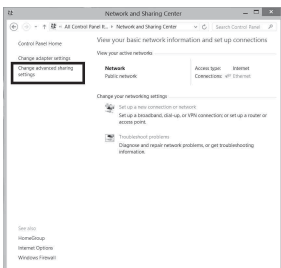 Network and Sharing Center
All Control Panel It... Network and Sharing Center
Search Control Panel
Control Panel Home
Change adapter settings
Change advanced sharing
settings
View your basic network information and set up connections
View your active networks
Network
Public network
Access type: Internet
Connections: Ethernet
Change your networking settings
Set up a new connection or network
Set up a broadband, dial-up, or VPN connection; or set up a router or
access point.
Troubleshoot problems
Diagnose and repair network problems, or get troubleshooting
information.
See also
HomeGroup
Internet Options
Windows Firewall